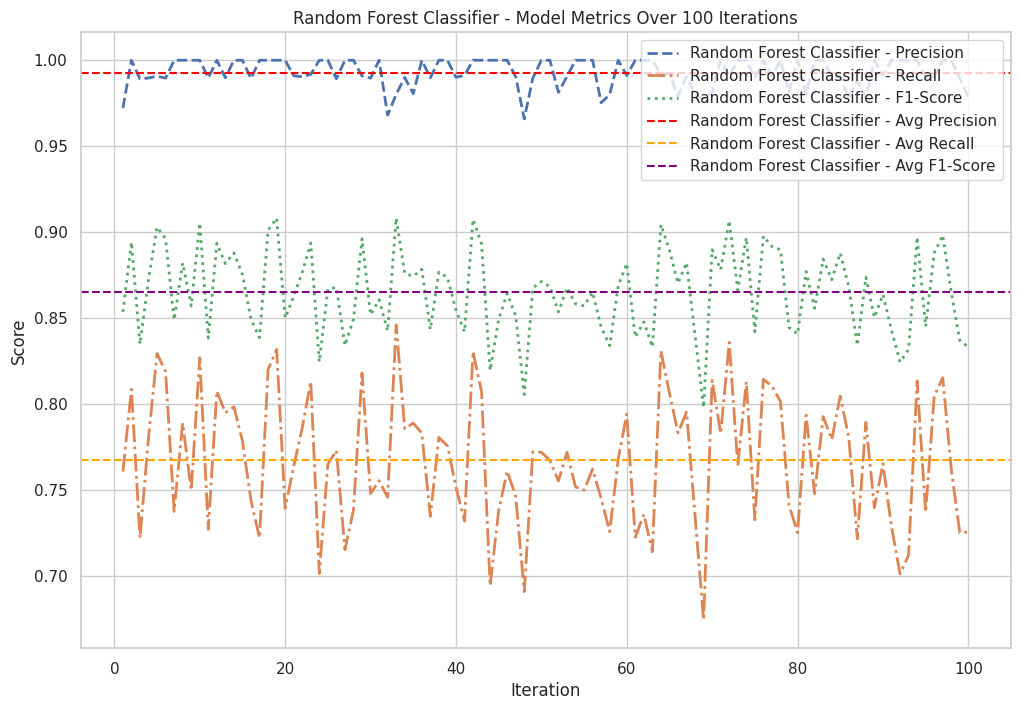 Random Forest Classifier - Model Metrics Over 100 Iterations
1.00
0.95
0.90
0.85
0.80
0.75
0.70
Score
Random Forest Classifier - Precision
Random Forest Classifier - Recall
Random Forest Classifier - F1-Score
Random Forest Classifier - Avg Precision
Random Forest Classifier - Avg Recall
Random Forest Classifier - Avg F1-Score
0 20 40 60 80 100
Iteration